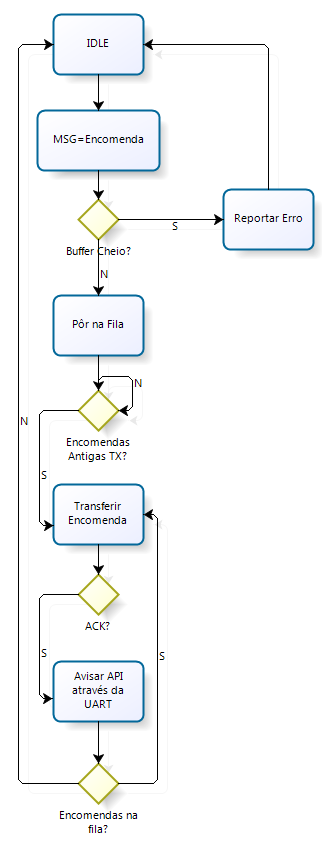 IDLE
MSG=Encomenda
Reportar Erro
S
Buffer Cheio?
N
Pôr na Fila
N
Encomendas
Antigas TX?
N
S
Transferir
Encomenda
ACK?
S
S
Avisar API
através da
UART
Encomendas na
fila?